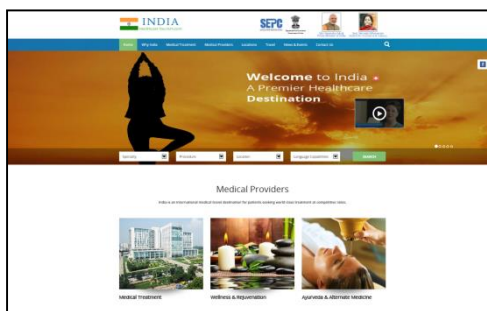 INDIA
SEPC
Home Why India Medical Treatment Medical Providers Locations Travel News & Events Contact us
Welcome to India
A Premier Healthcare
Destination
Speciality Procedure Location Language Capabilities Search
Medical Providers
India is an international medical travel destination for patients seeking world class treatment at competitive rates.
Medical Treatment Wellness & Rejuvenation Ayurveda & Alternate Medicine